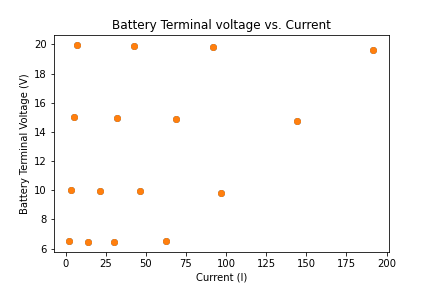 Battery Terminal voltage vs. Current
Battery Terminal Voltage (V)
20
18
16
14
12
10
8
6
0 25 50 75 100 125 150 175 200
Current (I)